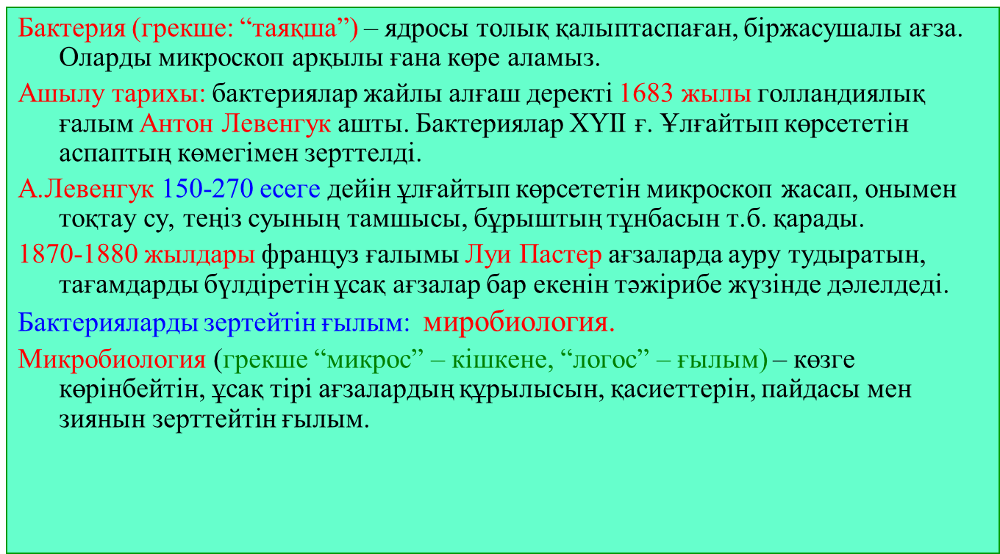 Бактерия (грекше: “таяқша”) – ядросы толық қалыптаспаған, біржасушалы ағза.
Оларды микроскоп арқылы ғана көре аламыз.
Ашылу тарихы: бактериялар жайлы алғаш деректі 1683 жылы голландиялық
ғалым Антон Левенгук ашты. Бактериялар ХҮІІ ғ. Ұлғайтып көрсететін
аспаптың көмегімен зерттелді.
А.Левенгук 150-270 есеге дейін ұлғайтып көрсететін микроскоп жасап, онымен
тоқтау су, теңіз суының тамшысы, бұрыштың тұнбасын т.б. қарады.
1870-1880 жылдары француз ғалымы Луи Пастер ағзаларда ауру тудыратын,
тағамдарды бүлдіретін ұсақ ағзалар бар екенін тәжірибе жүзінде дәлелдеді.
Бактерияларды зертейтін ғылым: миробиология.
Микробиология (грекше “микрос” – кішкене, “логос” – ғылым) – көзге
көрінбейтін, ұсақ тірі ағзалардың құрылысын, қасиеттерін, пайдасы мен
зиянын зерттейтін ғылым.